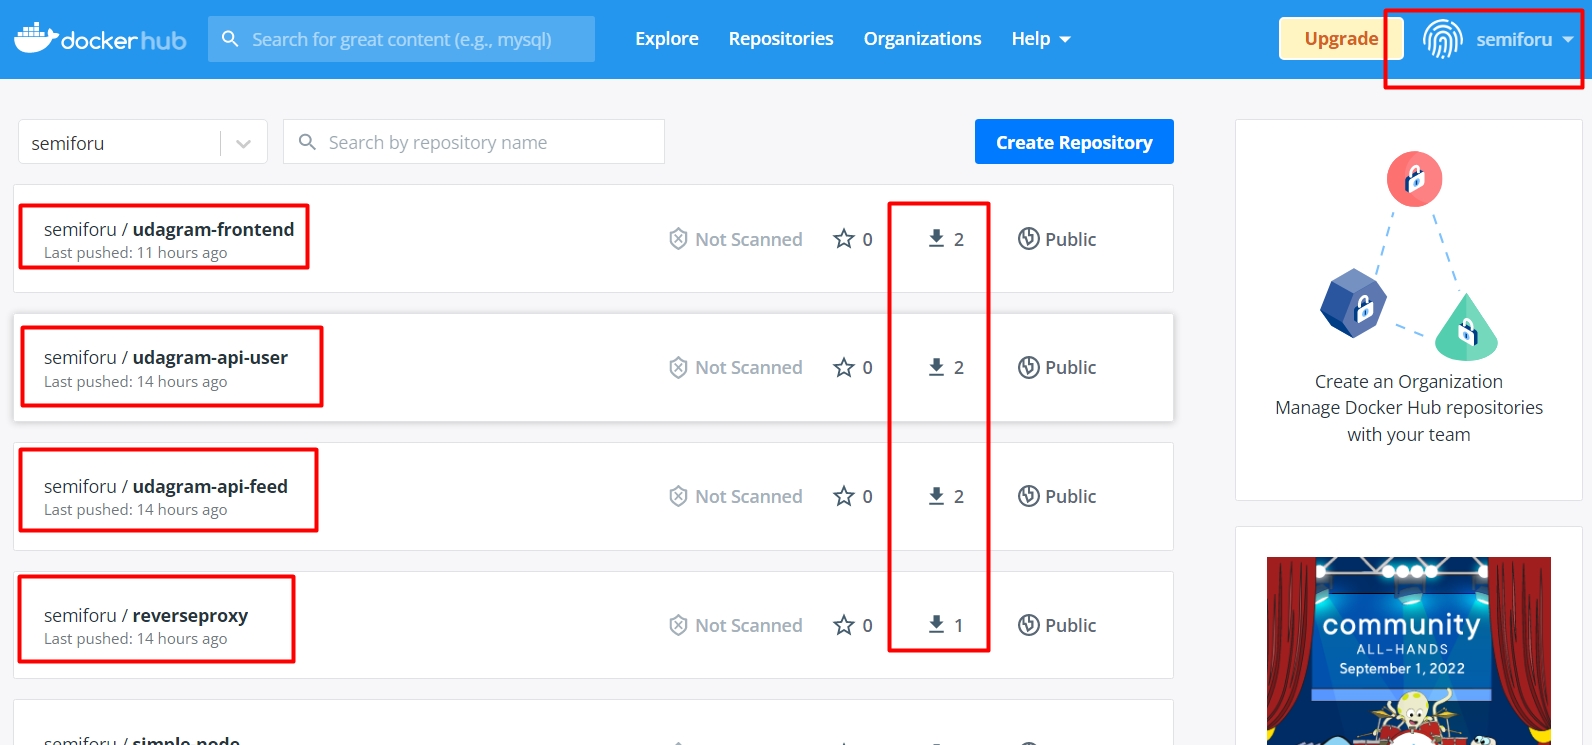 docker hub
Search for great content (e.g., mysql)
Explore
Repositories
Organizations
Help
Upgrade
semiforu
semiforu
Search by repository name
Create Repository
semiforu / udagram-frontend
Last pushed: 11 hours ago
Not Scanned
0
2
Public
semiforu / udagram-api-user
Last pushed: 14 hours ago
Not Scanned
0
2
Public
semiforu / udagram-api-feed
Last pushed: 14 hours ago
Not Scanned
0
2
Public
semiforu / reverseproxy
Last pushed: 14 hours ago
Not Scanned
0
1
Public
semiforu / simple-node
Create an Organization
Manage Docker Hub repositories
with your team
community
ALL-HANDS
September 1, 2022